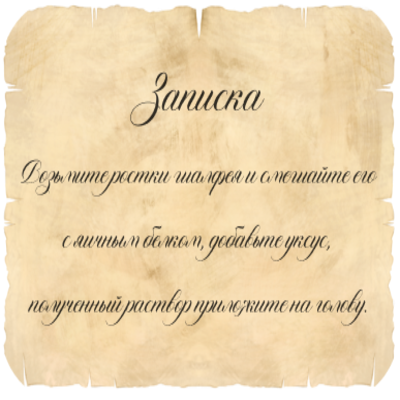 Записка
Возьмите ростки шалфея и смешайте его
с яичным белком, добавьте уксус,
полученный раствор приложите на голову.